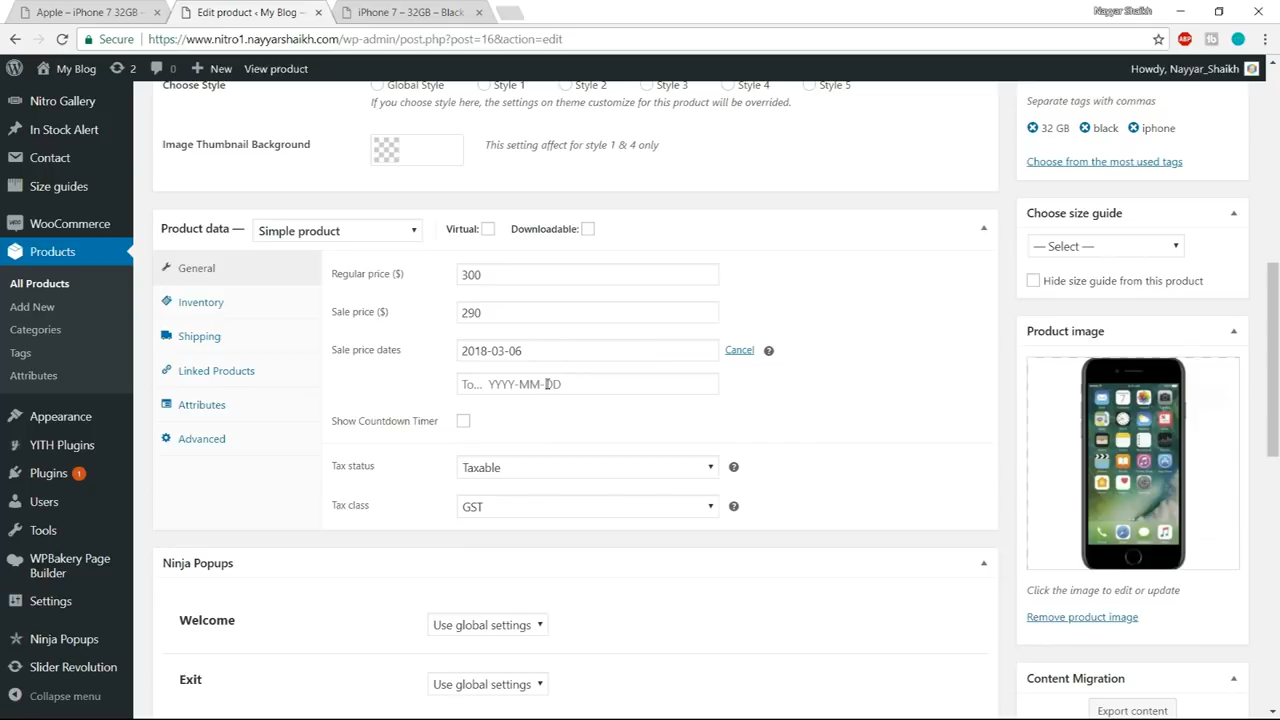 Apple – iPhone 7 32GB –
Edit product ‹ My Blog –
iPhone 7 – 32GB – Black
Nayyar Shaikh
Secure
https://www.nitro1.nayyarshaikh.com/wp-admin/post.php?post=16&action=edit
ABP
tb
My Blog
2
0
New
View product
Howdy, Nayyar_Shaikh
Nitro Gallery
In Stock Alert
Contact
Size guides
WooCommerce
Products
All Products
Add New
Categories
Tags
Attributes
Appearance
YITH Plugins
Plugins 1
Users
Tools
WPBakery Page
Builder
Settings
Ninja Popups
Slider Revolution
Collapse menu
Choose Style
Global Style
Style 1
Style 2
Style 3
Style 4
Style 5
If you choose style here, the settings on theme customize for this product will be overrided.
Image Thumbnail Background
This setting affect for style 1 & 4 only
Product data —
Simple product
Virtual:
Downloadable:
General
Inventory
Shipping
Linked Products
Attributes
Advanced
Regular price ($)
300
Sale price ($)
290
Sale price dates
2018-03-06
Cancel
To... YYYY-MM-DD
Show Countdown Timer
Tax status
Taxable
Tax class
GST
Ninja Popups
Welcome
Use global settings
Exit
Use global settings
Separate tags with commas
32 GB
black
iphone
Choose from the most used tags
Choose size guide
— Select —
Hide size guide from this product
Product image
Click the image to edit or update
Remove product image
Content Migration
Export content